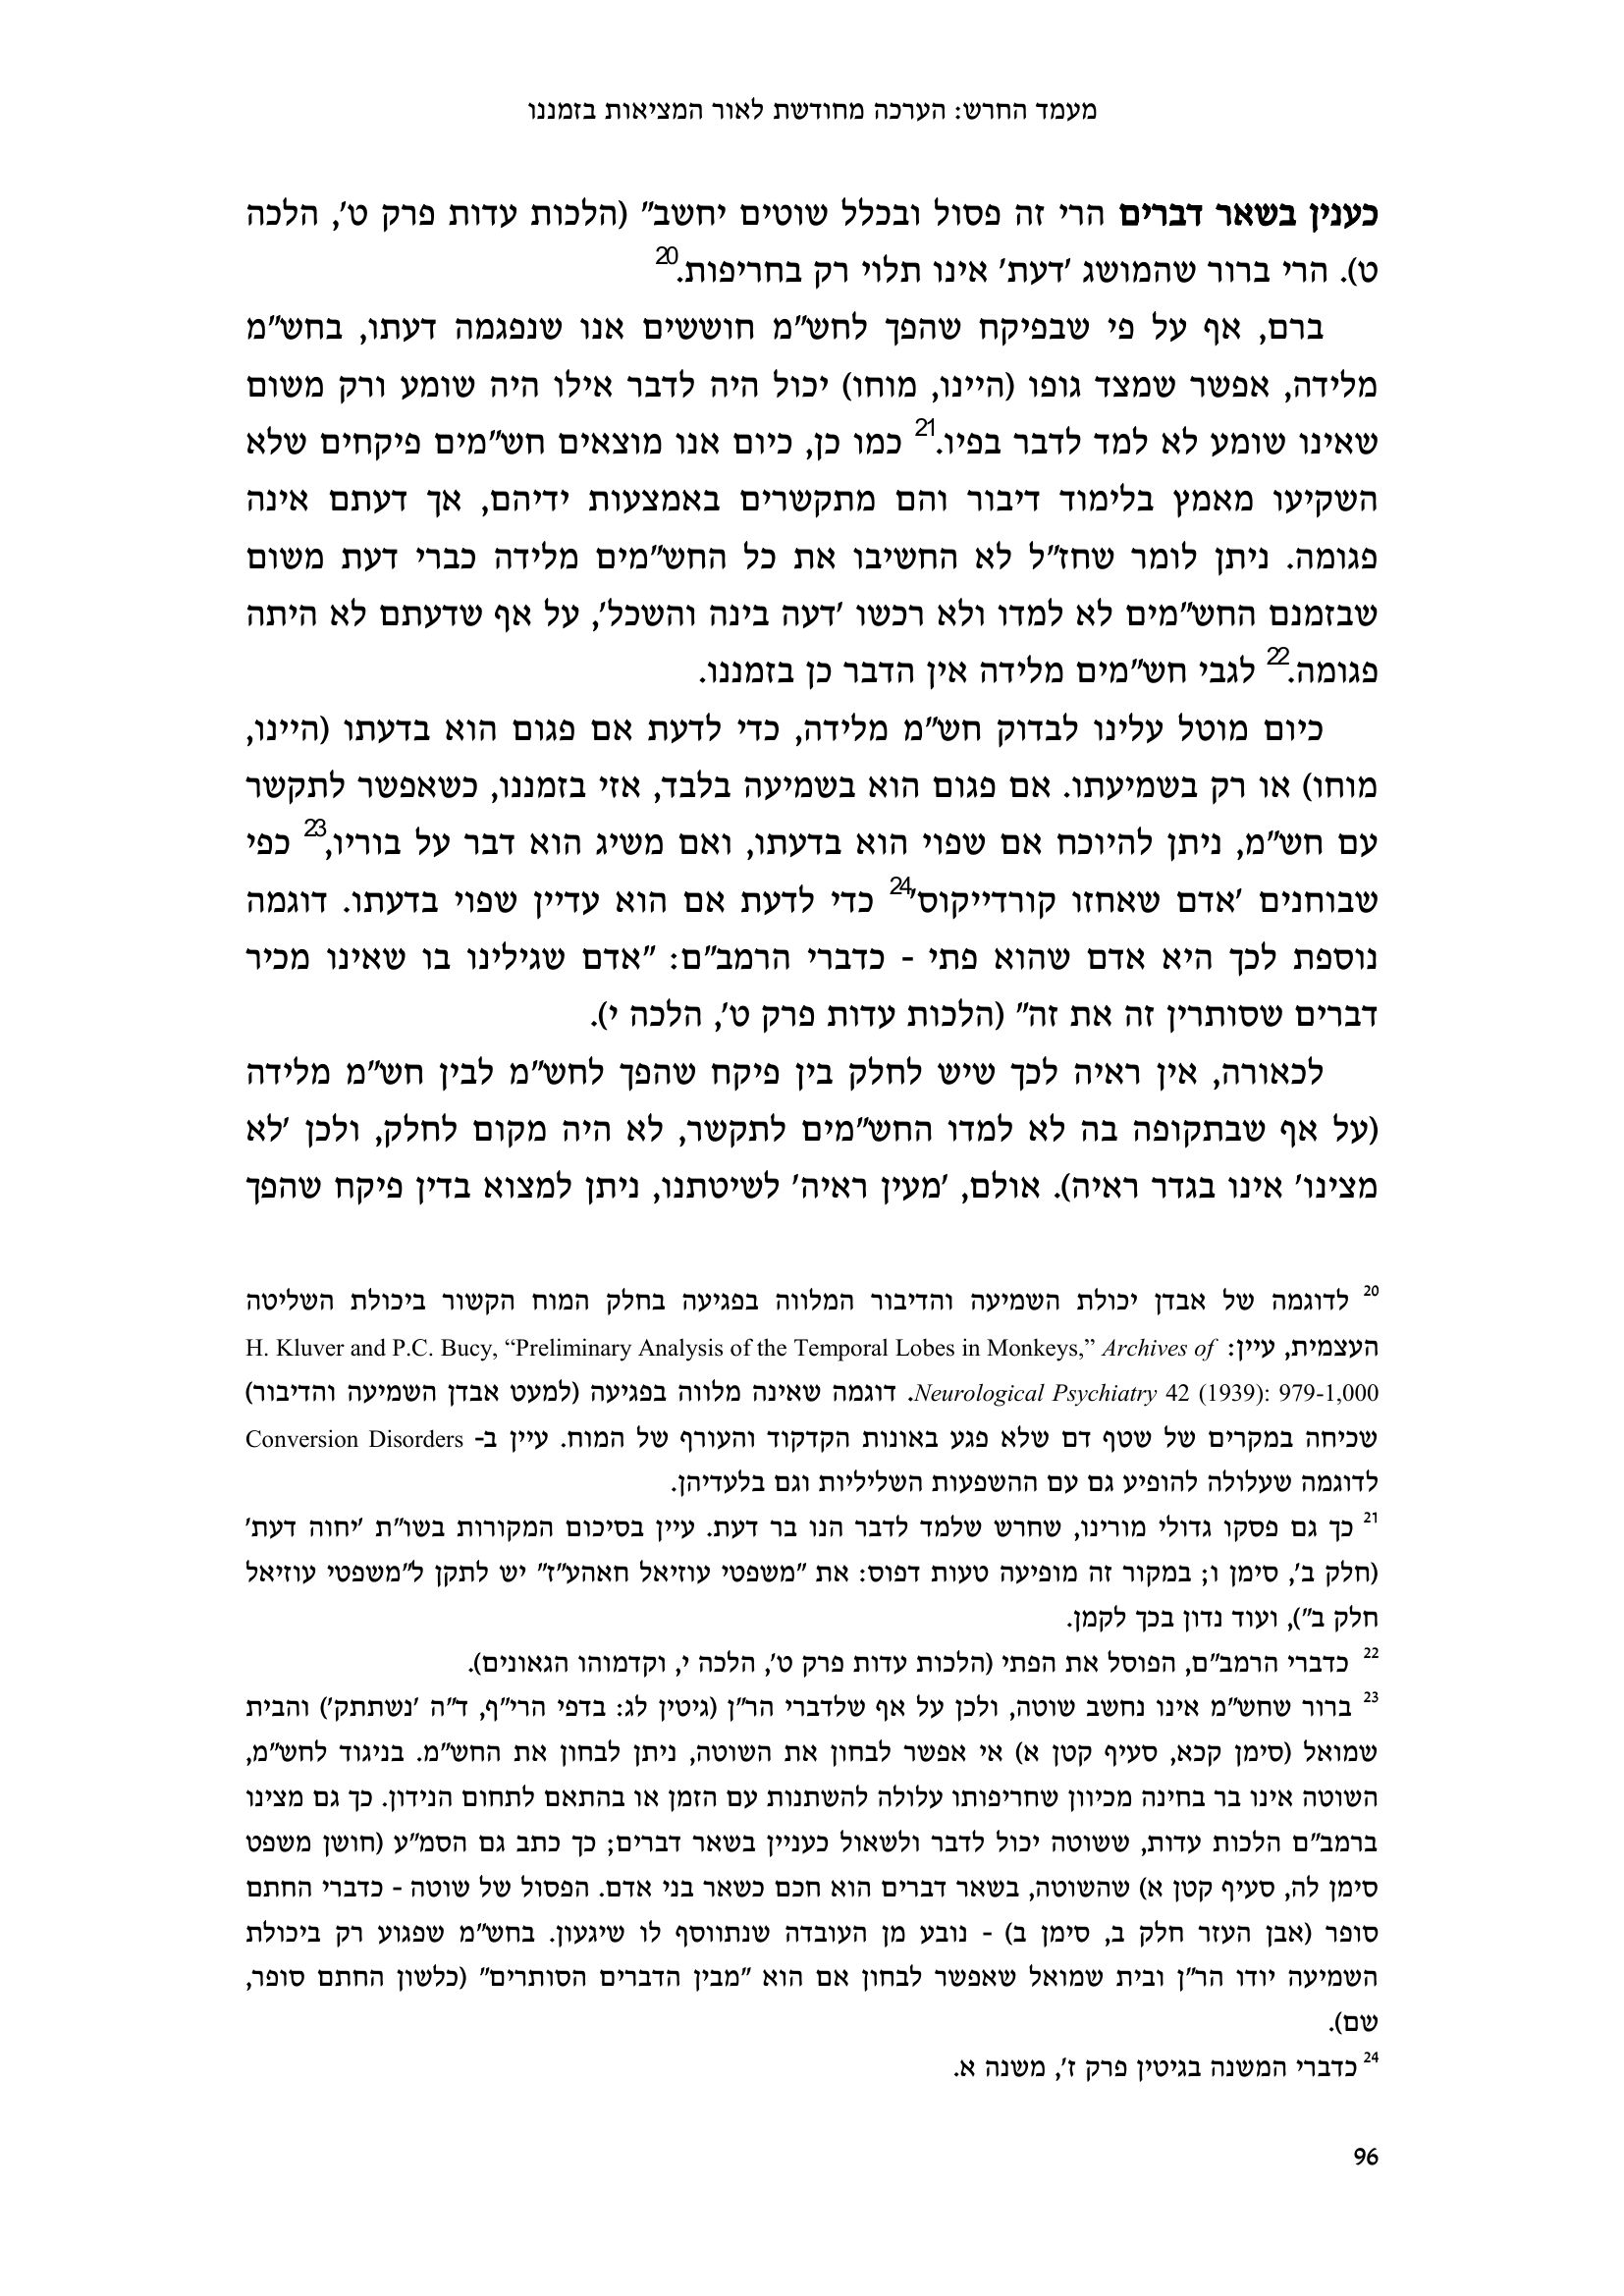 מעמד החרש: הערכה מחודשת לאור המציאות בזמננו
כענין בשאר דברים הרי זה פסול ובכלל שוטים יחשב" (הלכות עדות פרק ט', הלכה
ט). הרי ברור שהמושג 'דעת' אינו תלוי רק בחריפות.20
ברם, אף על פי שבפיקח שהפך לחש"מ חוששים אנו שנפגמה דעתו, בחש"מ
מלידה, אפשר שמצד גופו (היינו, מוחו) יכול היה לדבר אילו היה שומע ורק משום
שאינו שומע לא למד לדבר בפיו.21 כמו כן, כיום אנו מוצאים חש"מים פיקחים שלא
השקיעו מאמץ בלימוד דיבור והם מתקשרים באמצעות ידיהם, אך דעתם אינה
פגומה. ניתן לומר שחז"ל לא החשיבו את כל החש"מים מלידה כברי דעת משום
שבזמנם החש"מים לא למדו ולא רכשו 'דעה בינה והשכל', על אף שדעתם לא היתה
פגומה.22 לגבי חש"מים מלידה אין הדבר כן בזמננו.
כיום מוטל עלינו לבדוק חש"מ מלידה, כדי לדעת אם פגום הוא בדעתו (היינו,
מוחו) או רק בשמיעתו. אם פגום הוא בשמיעה בלבד, אזי בזמננו, כשאפשר לתקשר
עם חש"מ, ניתן להיוכח אם שפוי הוא בדעתו, ואם משיג הוא דבר על בוריו,23 כפי
שבוחנים 'אדם שאחזו קורדייקוס'24 כדי לדעת אם הוא עדיין שפוי בדעתו. דוגמה
נוספת לכך היא אדם שהוא פתי - כדברי הרמב"ם: "אדם שגילינו בו שאינו מכיר
דברים שסותרין זה את זה" (הלכות עדות פרק ט', הלכה י).
לכאורה, אין ראיה לכך שיש לחלק בין פיקח שהפך לחש"מ לבין חש"מ מלידה
(על אף שבתקופה בה לא למדו החש"מים לתקשר, לא היה מקום לחלק, ולכן 'לא
מצינו' אינו בגדר ראיה). אולם, 'מעין ראיה' לשיטתנו, ניתן למצוא בדין פיקח שהפך
20 לדוגמה של אבדן יכולת השמיעה והדיבור המלווה בפגיעה בחלק המוח הקשור ביכולת השליטה
העצמית, עיין: H. Kluver and P.C. Bucy, “Preliminary Analysis of the Temporal Lobes in Monkeys,” Archives of
Neurological Psychiatry 42 (1939): 979-1,000. דוגמה שאינה מלווה בפגיעה (למעט אבדן השמיעה והדיבור)
שכיחה במקרים של שטף דם שלא פגע באונות הקדקוד והעורף של המוח. עיין ב- Conversion Disorders
לדוגמה שעלולה להופיע גם עם ההשפעות השליליות וגם בלעדיהן.
21 כך גם פסקו גדולי מורינו, שחרש שלמד לדבר הנו בר דעת. עיין בסיכום המקורות בשו"ת 'יחוה דעת'
(חלק ב', סימן ו; במקור זה מופיעה טעות דפוס: את "משפטי עוזיאל חאהע"ז" יש לתקן ל"משפטי עוזיאל
חלק ב"), ועוד נדון בכך לקמן.
22 כדברי הרמב"ם, הפוסל את הפתי (הלכות עדות פרק ט', הלכה י, וקדמוהו הגאונים).
23 ברור שחש"מ אינו נחשב שוטה, ולכן על אף שלדברי הר"ן (גיטין לג: בדפי הרי"ף, ד"ה 'נשתתק') והבית
שמואל (סימן קכא, סעיף קטן א) אי אפשר לבחון את השוטה, ניתן לבחון את החש"מ. בניגוד לחש"מ,
השוטה אינו בר בחינה מכיוון שחריפותו עלולה להשתנות עם הזמן או בהתאם לתחום הנידון. כך גם מצינו
ברמב"ם הלכות עדות, ששוטה יכול לדבר ולשאול כעניין בשאר דברים; כך כתב גם הסמ"ע (חושן משפט
סימן לה, סעיף קטן א) שהשוטה, בשאר דברים הוא חכם כשאר בני אדם. הפסול של שוטה - כדברי החתם
סופר (אבן העזר חלק ב, סימן ב) - נובע מן העובדה שנתווסף לו שיגעון. בחש"מ שפגוע רק ביכולת
השמיעה יודו הר"ן ובית שמואל שאפשר לבחון אם הוא "מבין הדברים הסותרים" (כלשון החתם סופר,
שם).
24 כדברי המשנה בגיטין פרק ז', משנה א.
96